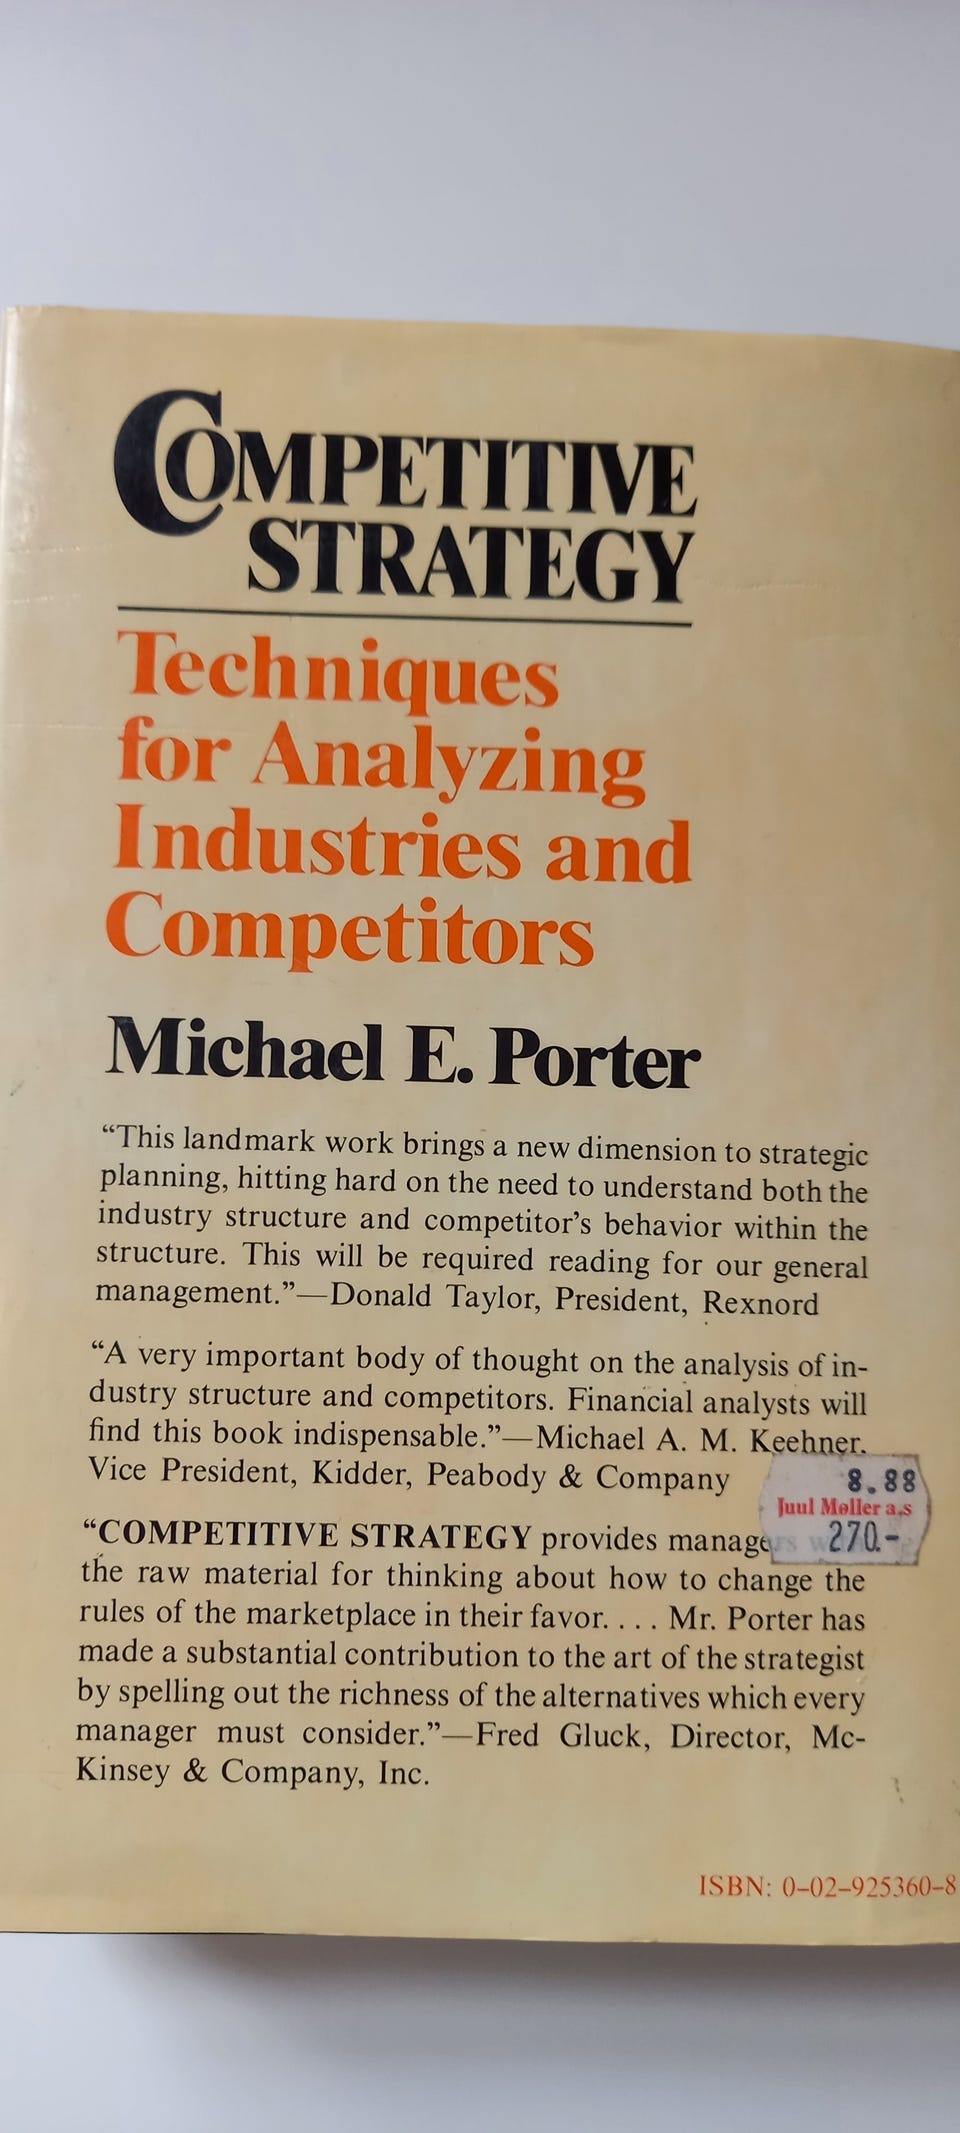 COMPETITIVE
STRATEGY
Techniques
for Analyzing
Industries and
Competitors
Michael E. Porter
“This landmark work brings a new dimension to strategic
planning, hitting hard on the need to understand both the
industry structure and competitor’s behavior within the
structure. This will be required reading for our general
management.”—Donald Taylor, President, Rexnord
“A very important body of thought on the analysis of in-
dustry structure and competitors. Financial analysts will
find this book indispensable.”—Michael A. M. Keehner,
Vice President, Kidder, Peabody & Company
8.88
Juul Møller a.s
270.-
“COMPETITIVE STRATEGY provides managers
the raw material for thinking about how to change the
rules of the marketplace in their favor. . . . Mr. Porter has
made a substantial contribution to the art of the strategist
by spelling out the richness of the alternatives which every
manager must consider.”—Fred Gluck, Director, Mc-
Kinsey & Company, Inc.
ISBN: 0-02-925360-8